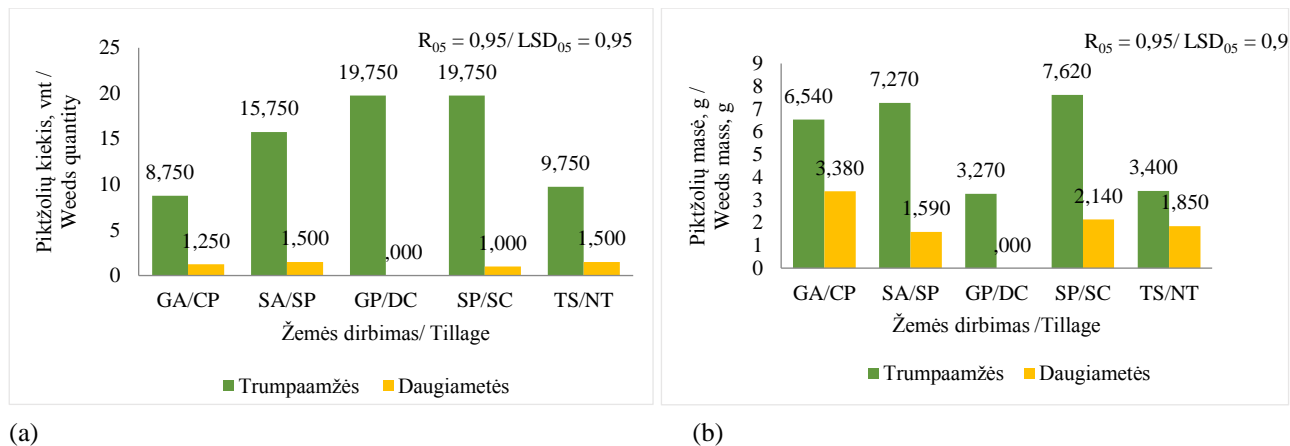 R05 = 0,95/ LSD05 = 0,95
Piktžolių kiekis, vnt /
Weeds quantity
25
20
15
10
5
0
8,750
15,750
19,750
19,750
9,750
1,250
1,500
,000
1,000
1,500
GA/CP SA/SP GP/DC SP/SC TS/NT
Žemės dirbimas/ Tillage
Trumpaamžės Daugiametės
(a)
R05 = 0,95/ LSD05 = 0,9
Piktžolių masė, g /
Weeds mass, g
9
8
7
6
5
4
3
2
1
0
6,540
7,270
3,270
7,620
3,400
3,380
1,590
,000
2,140
1,850
GA/CP SA/SP GP/DC SP/SC TS/NT
Žemės dirbimas /Tillage
Trumpaamžės Daugiametės
(b)